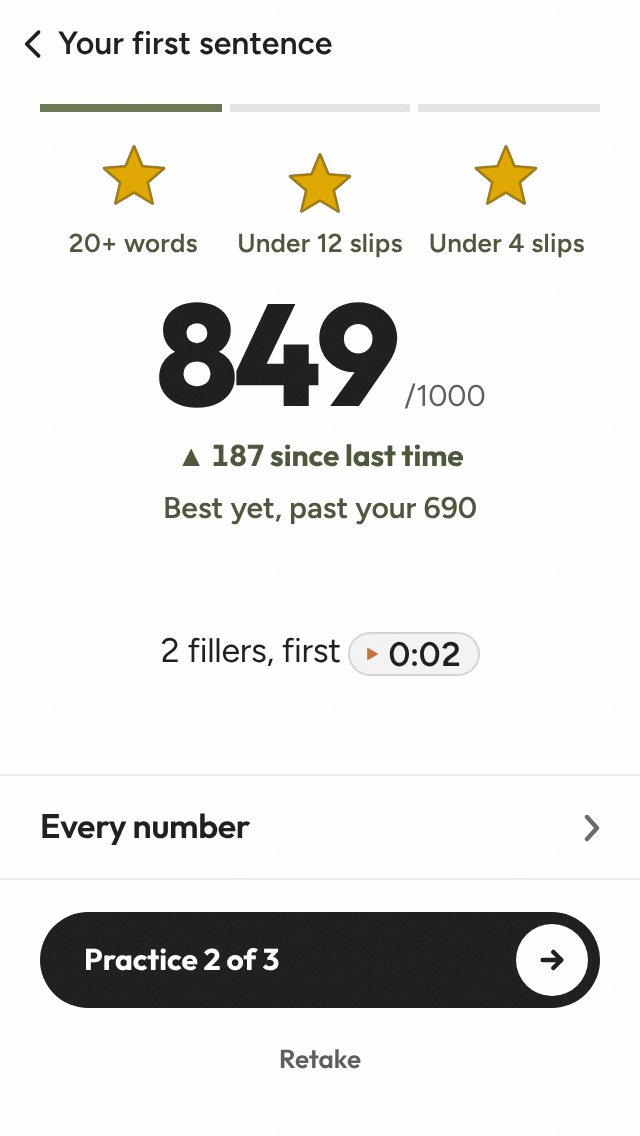 Your first sentence
20+ words
Under 12 slips
Under 4 slips
849 /1000
▲ 187 since last time
Best yet, past your 690
2 fillers, first 0:02
Every number
Practice 2 of 3
Retake